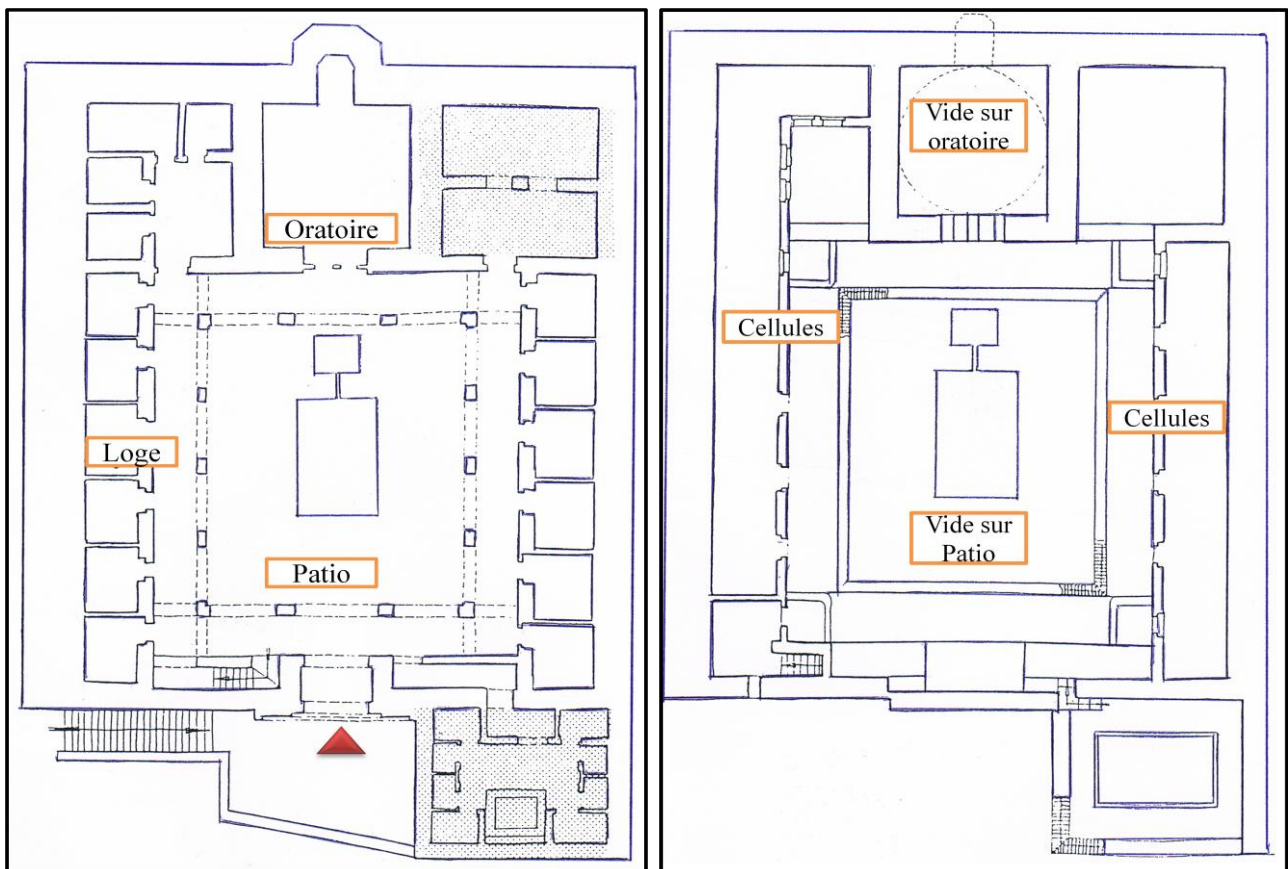 Oratoire
Loge
Patio
Vide sur
oratoire
Cellules
Cellules
Vide sur
Patio